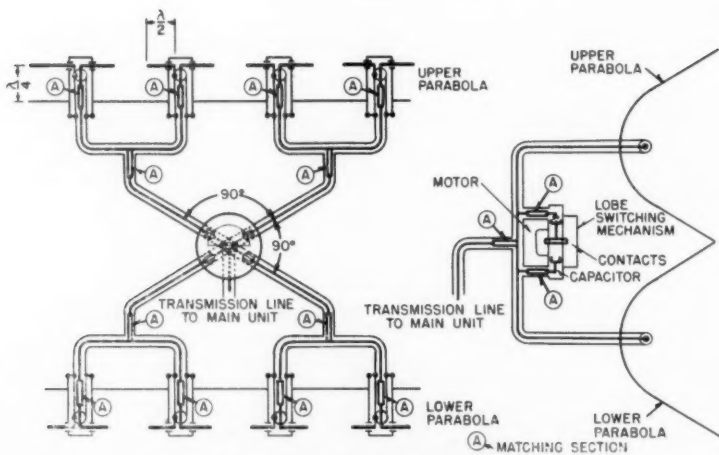 λ/2
λ/4
A
A
A
A
UPPER
PARABOLA
A
A
90°
90°
TRANSMISSION LINE
TO MAIN UNIT
A
A
A
A
A
A
LOWER
PARABOLA
UPPER
PARABOLA
MOTOR
A
A
LOBE
SWITCHING
MECHANISM
CONTACTS
CAPACITOR
A
TRANSMISSION LINE
TO MAIN UNIT
LOWER
PARABOLA
A MATCHING SECTION